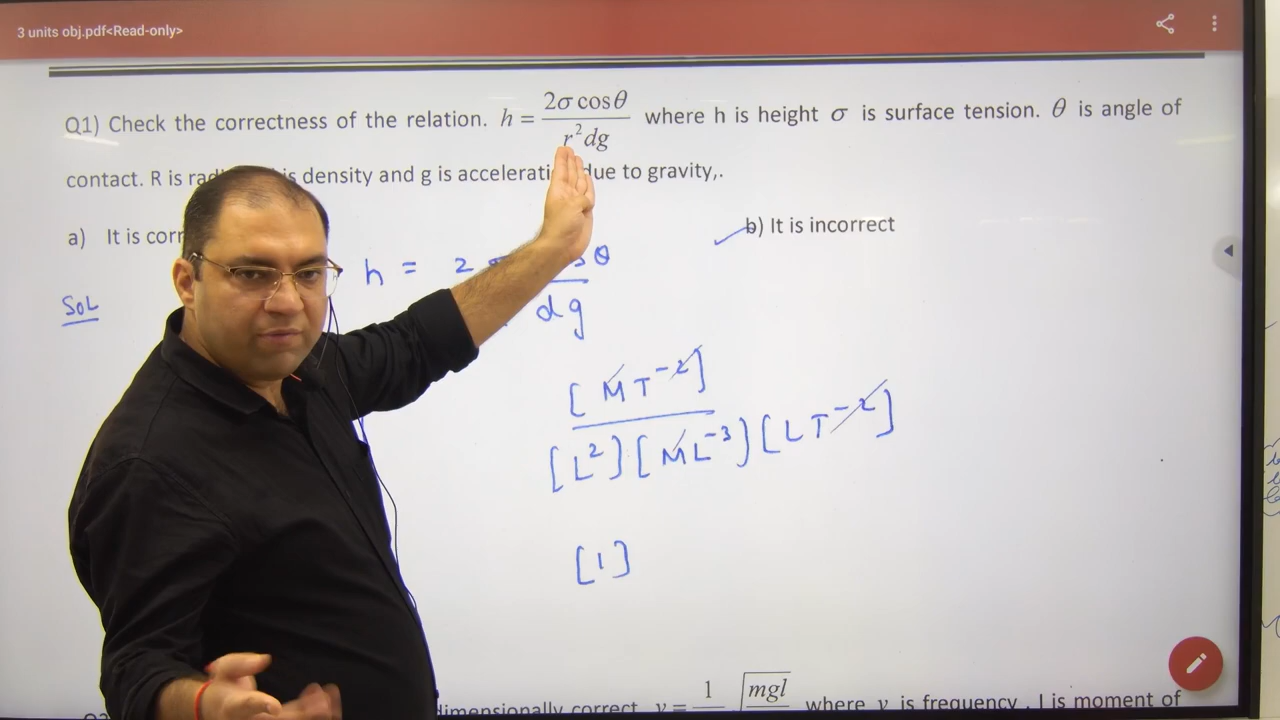 3 units obj.pdf<Read-only>
Q1) Check the correctness of the relation. h = 2σ cosθ / r²dg where h is height σ is surface tension. θ is angle of
contact. R is is density and g is due to gravity,.
a) It is b) It is incorrect
SOL
h = 2 θ / dg
[MT⁻²] / [L²][ML⁻³][LT⁻²]
[1]
dimensionally correct. ν = 1 √mgl where ν is frequency . I is moment of